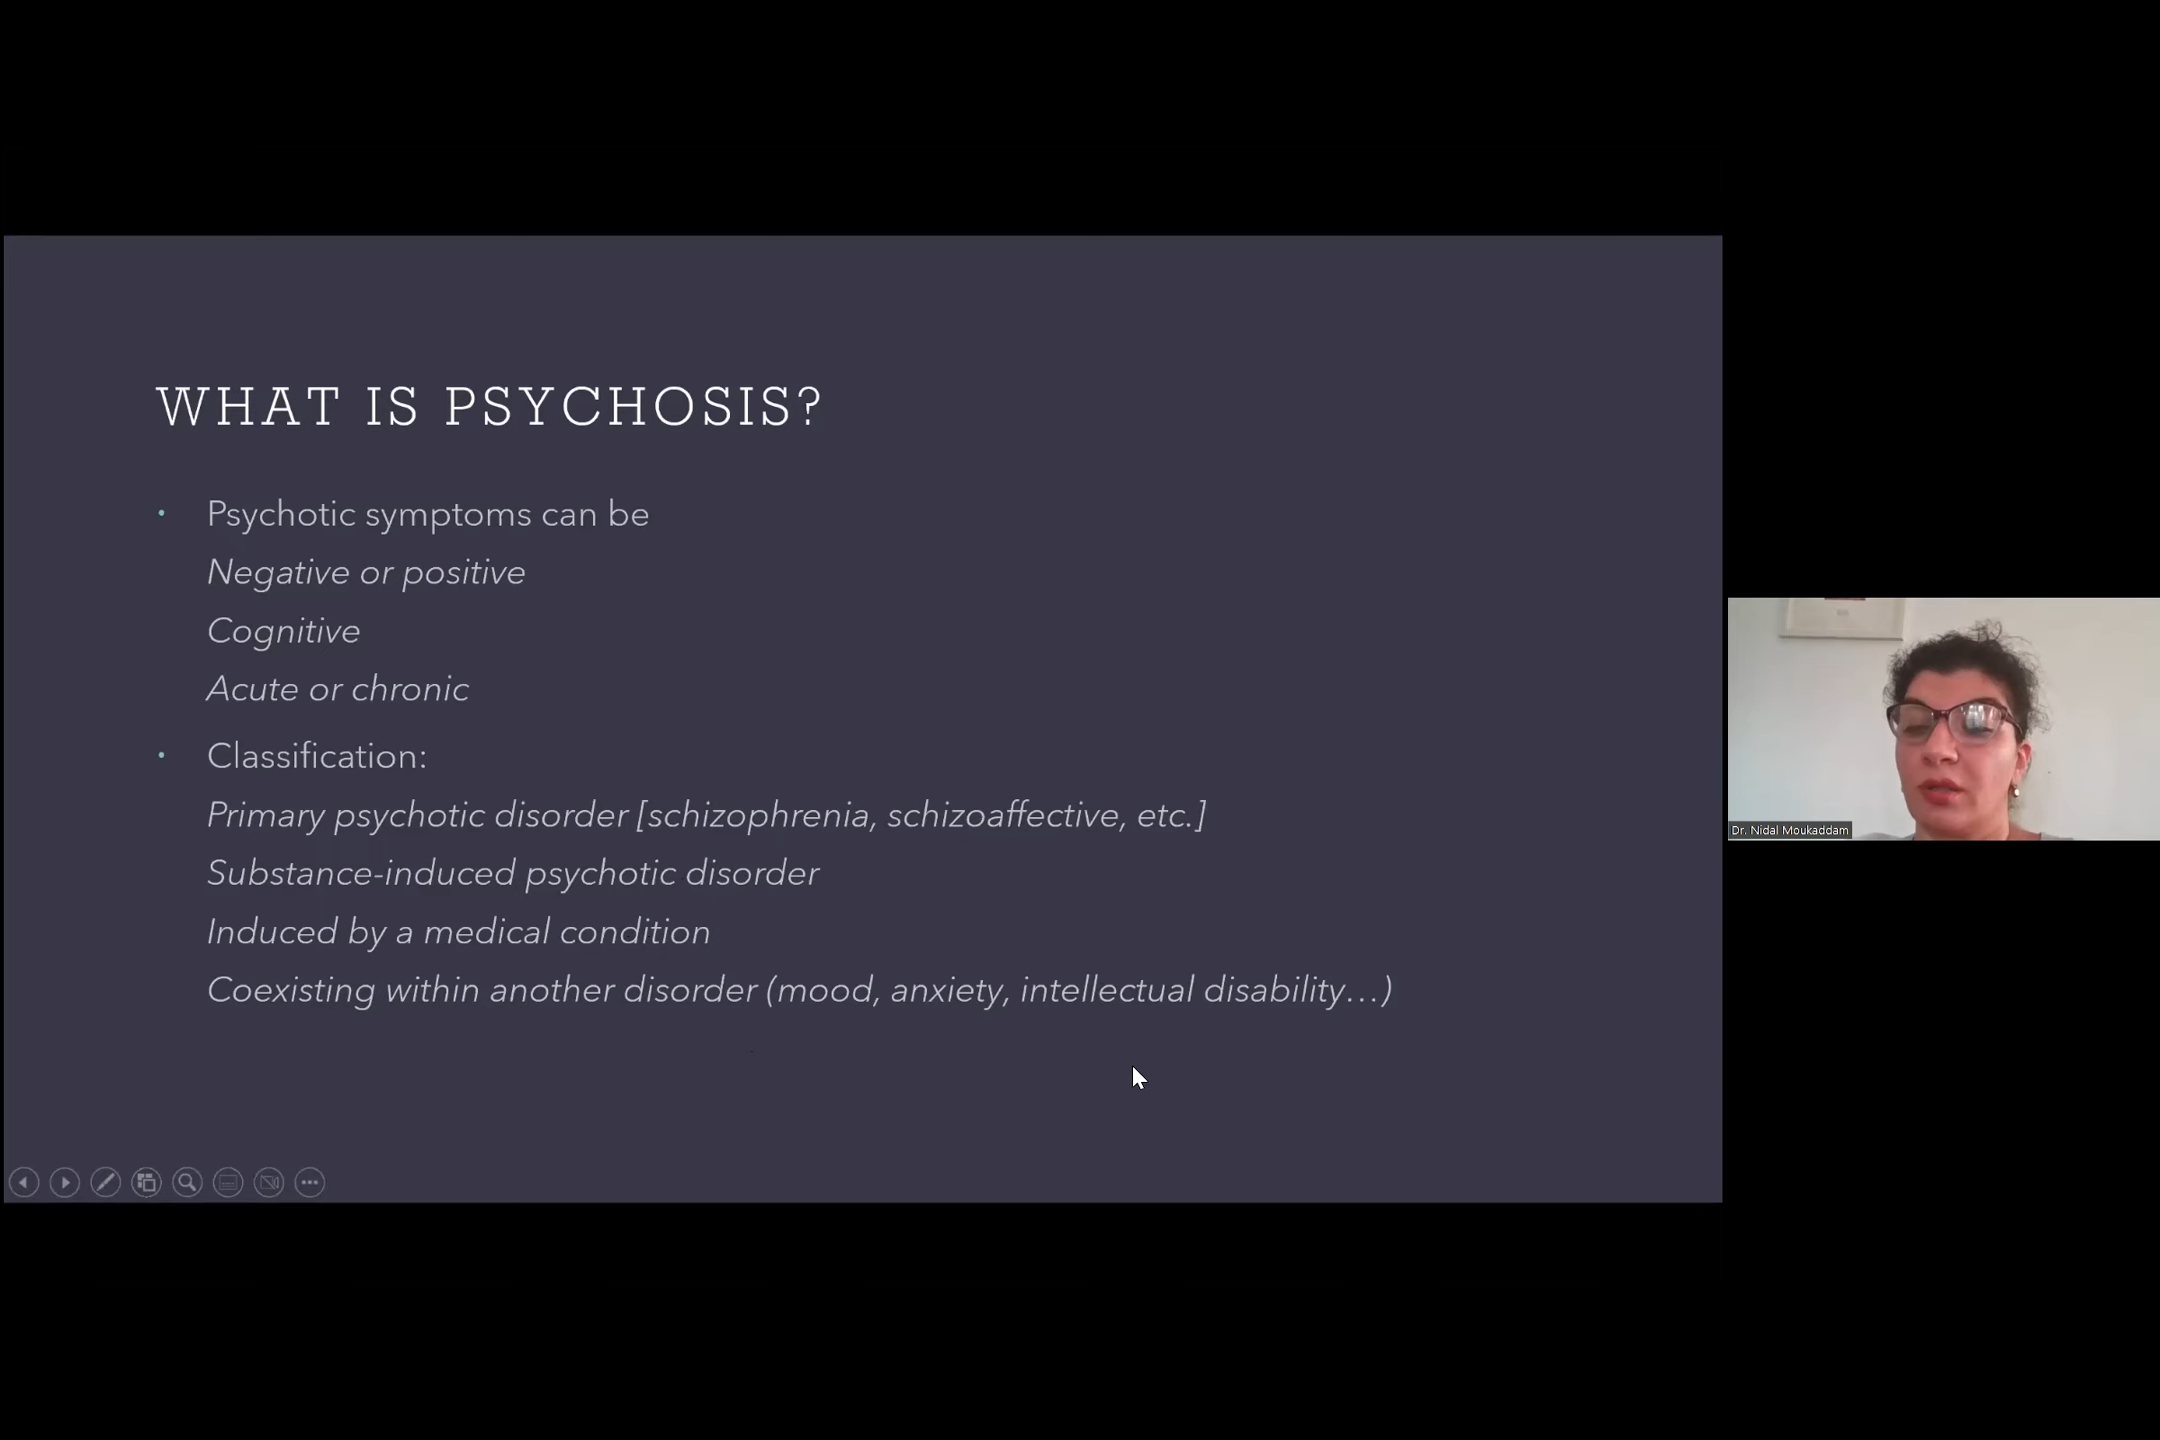 WHAT IS PSYCHOSIS?
• Psychotic symptoms can be
Negative or positive
Cognitive
Acute or chronic
• Classification:
Primary psychotic disorder [schizophrenia, schizoaffective, etc.]
Substance-induced psychotic disorder
Induced by a medical condition
Coexisting within another disorder (mood, anxiety, intellectual disability...)
Dr. Nidal Moukaddam